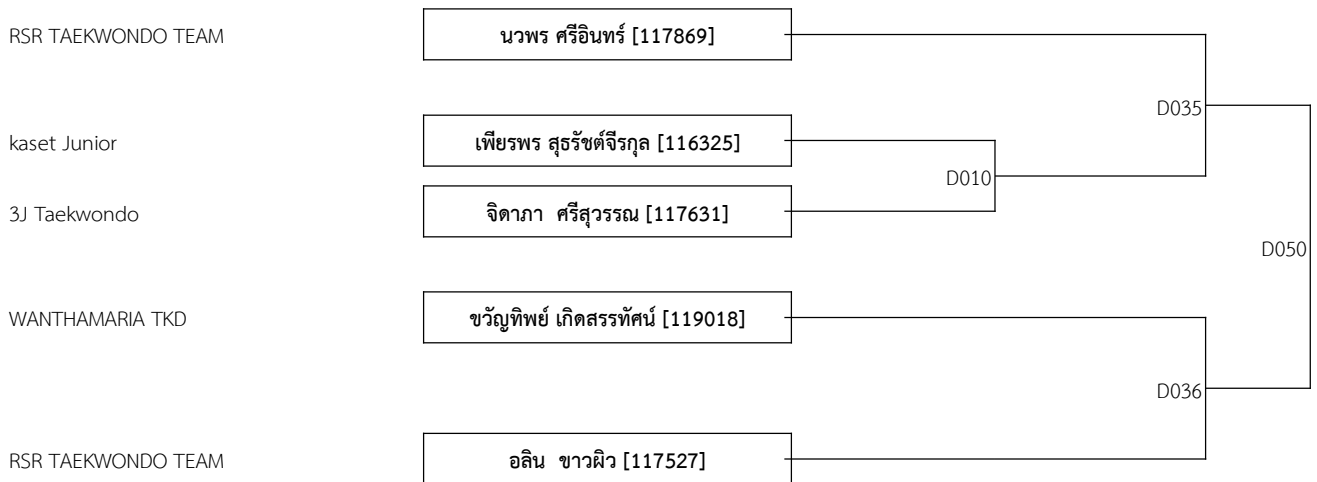 RSR TAEKWONDO TEAM
นวพร ศรีอินทร์ [117869]
D035
kaset Junior
เพียรพร สุธรัชต์จีรกุล [116325]
D010
3J Taekwondo
จิดาภา ศรีสุวรรณ [117631]
D050
WANTHAMARIA TKD
ขวัญทิพย์ เกิดสรรทัศน์ [119018]
D036
RSR TAEKWONDO TEAM
อลิน ขาวผิว [117527]